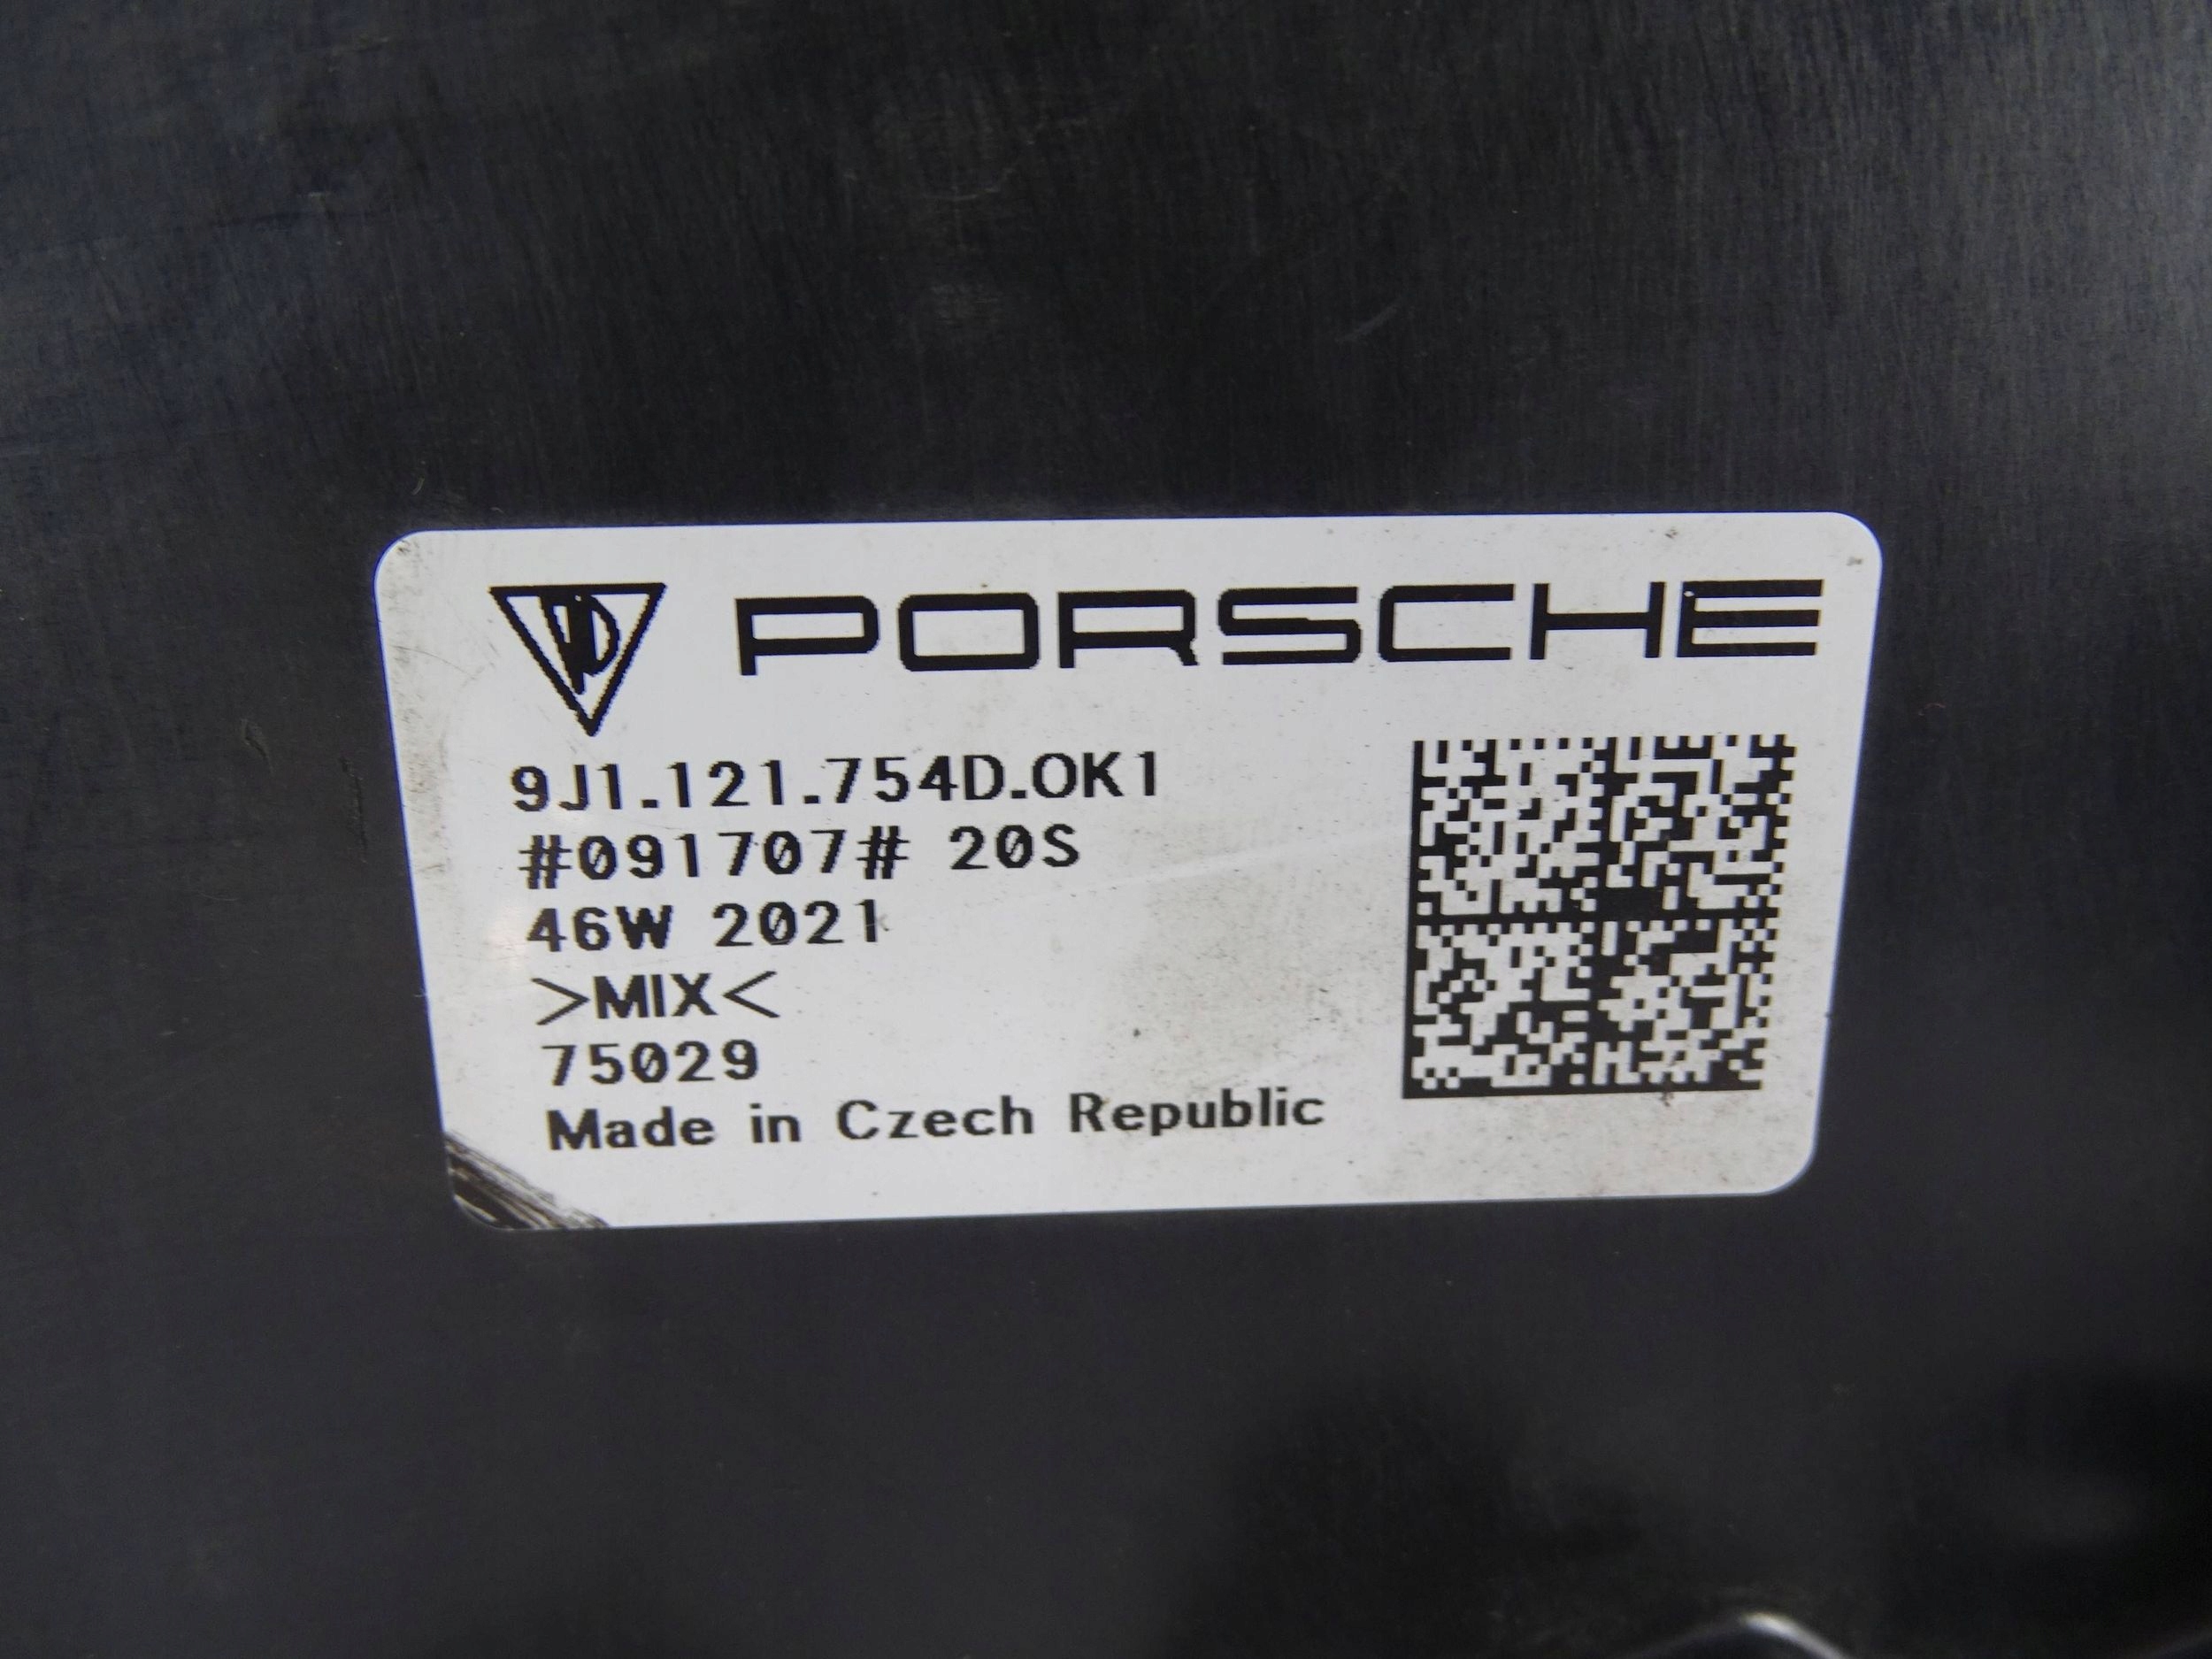 PORSCHE
9J1.121.754D.OK1
#091707# 20S
46W 2021
>MIX<
75029
Made in Czech Republic